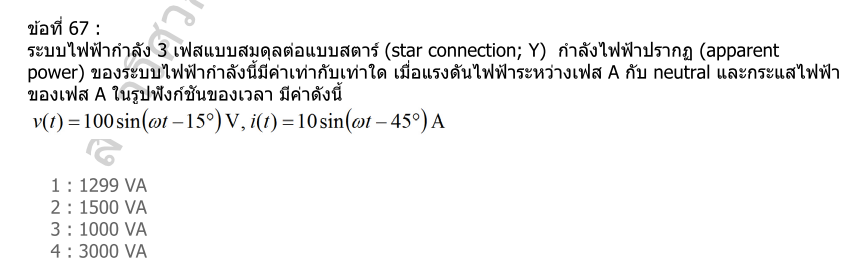 ข้อที่ 67 :
ระบบไฟฟ้ากำลัง 3 เฟสแบบสมดุลต่อแบบสตาร์ (star connection; Y) กำลังไฟฟ้าปรากฏ (apparent
power) ของระบบไฟฟ้ากำลังนี้มีค่าเท่ากับเท่าใด เมื่อแรงดันไฟฟ้าระหว่างเฟส A กับ neutral และกระแสไฟฟ้า
ของเฟส A ในรูปฟังก์ชันของเวลา มีค่าดังนี้
v(t) = 100 sin(ωt − 15°) V, i(t) = 10 sin(ωt − 45°) A
1 : 1299 VA
2 : 1500 VA
3 : 1000 VA
4 : 3000 VA